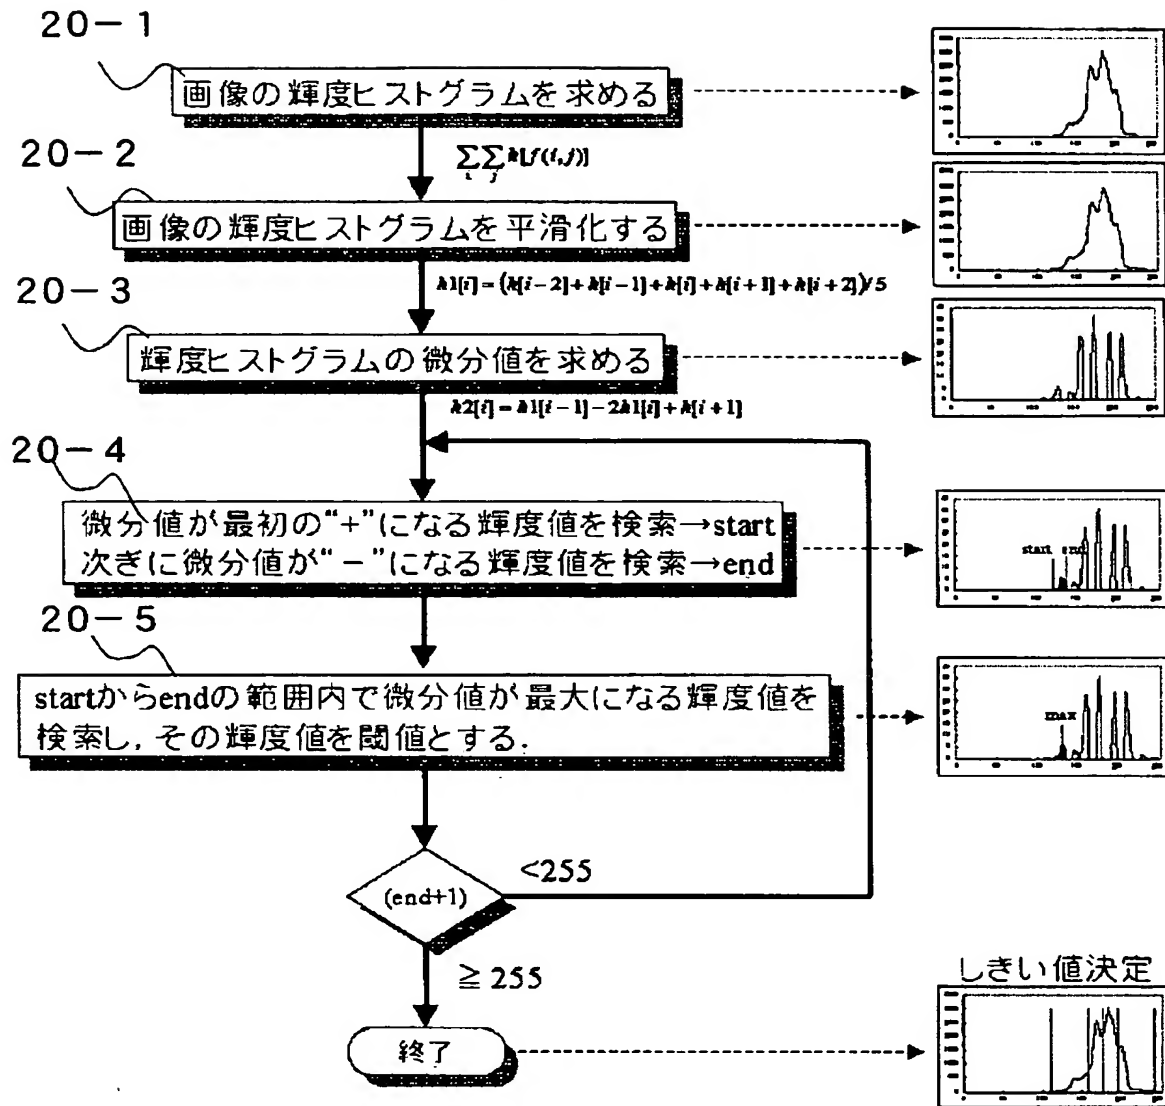 20-1
画像の輝度ヒストグラムを求める
20-2
画像の輝度ヒストグラムを平滑化する
h1[i]=(h[i-2]+h[i-1]+h[i]+h[i+1]+h[i+2])/5
20-3
輝度ヒストグラムの微分値を求める
h2[i]=h1[i-1]-2h1[i]+h[i+1]
20-4
微分値が最初の“+”になる輝度値を検索→start
次ぎに微分値が“-”になる輝度値を検索→end
start end
20-5
startからendの範囲内で微分値が最大になる輝度値を
検索し，その輝度値を閾値とする．
max
(end+1)
<255
≧255
しきい値決定
終了